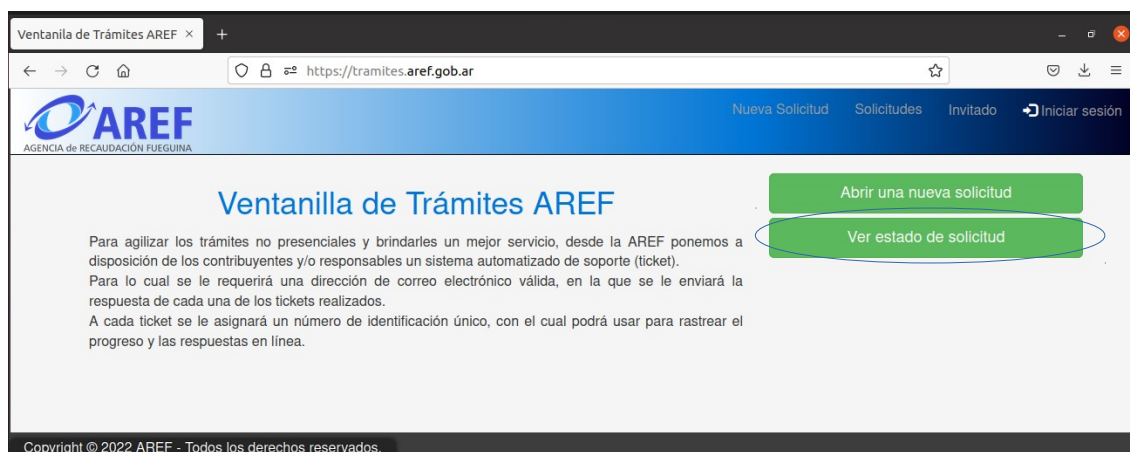 Ventanila de Trámites AREF
https://tramites.aref.gob.ar
AREF
AGENCIA de RECAUDACIÓN FUEGUINA
Nueva Solicitud Solicitudes Invitado Iniciar sesión
Ventanilla de Trámites AREF
Para agilizar los trámites no presenciales y brindarles un mejor servicio, desde la AREF ponemos a
disposición de los contribuyentes y/o responsables un sistema automatizado de soporte (ticket).
Para lo cual se le requerirá una dirección de correo electrónico válida, en la que se le enviará la
respuesta de cada una de los tickets realizados.
A cada ticket se le asignará un número de identificación único, con el cual podrá usar para rastrear el
progreso y las respuestas en línea.
Abrir una nueva solicitud
Ver estado de solicitud
Copyright © 2022 AREF - Todos los derechos reservados.